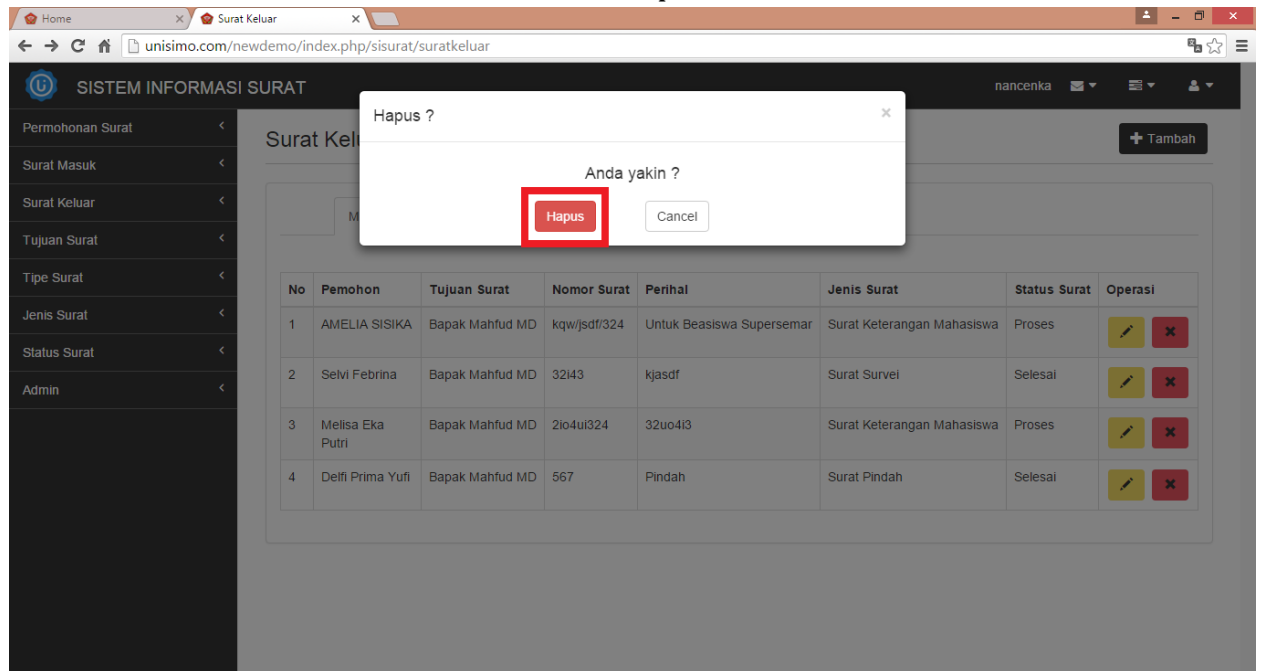 Home
Surat Keluar
unisimo.com/newdemo/index.php/sisurat/suratkeluar
SISTEM INFORMASI SURAT
nancenka
Hapus ?
×
Permohonan Surat
Surat Masuk
Surat Keluar
Tujuan Surat
Tipe Surat
Jenis Surat
Status Surat
Admin
Surat Kel
+ Tambah
Anda yakin ?
Hapus Cancel
M
No Pemohon Tujuan Surat Nomor Surat Perihal Jenis Surat Status Surat Operasi
1 AMELIA SISIKA Bapak Mahfud MD kqw/jsdf/324 Untuk Beasiswa Supersemar Surat Keterangan Mahasiswa Proses
2 Selvi Febrina Bapak Mahfud MD 32i43 kjasdf Surat Survei Selesai
3 Melisa Eka Bapak Mahfud MD 2io4ui324 32uo4i3 Surat Keterangan Mahasiswa Proses
Putri
4 Delfi Prima Yufi Bapak Mahfud MD 567 Pindah Surat Pindah Selesai